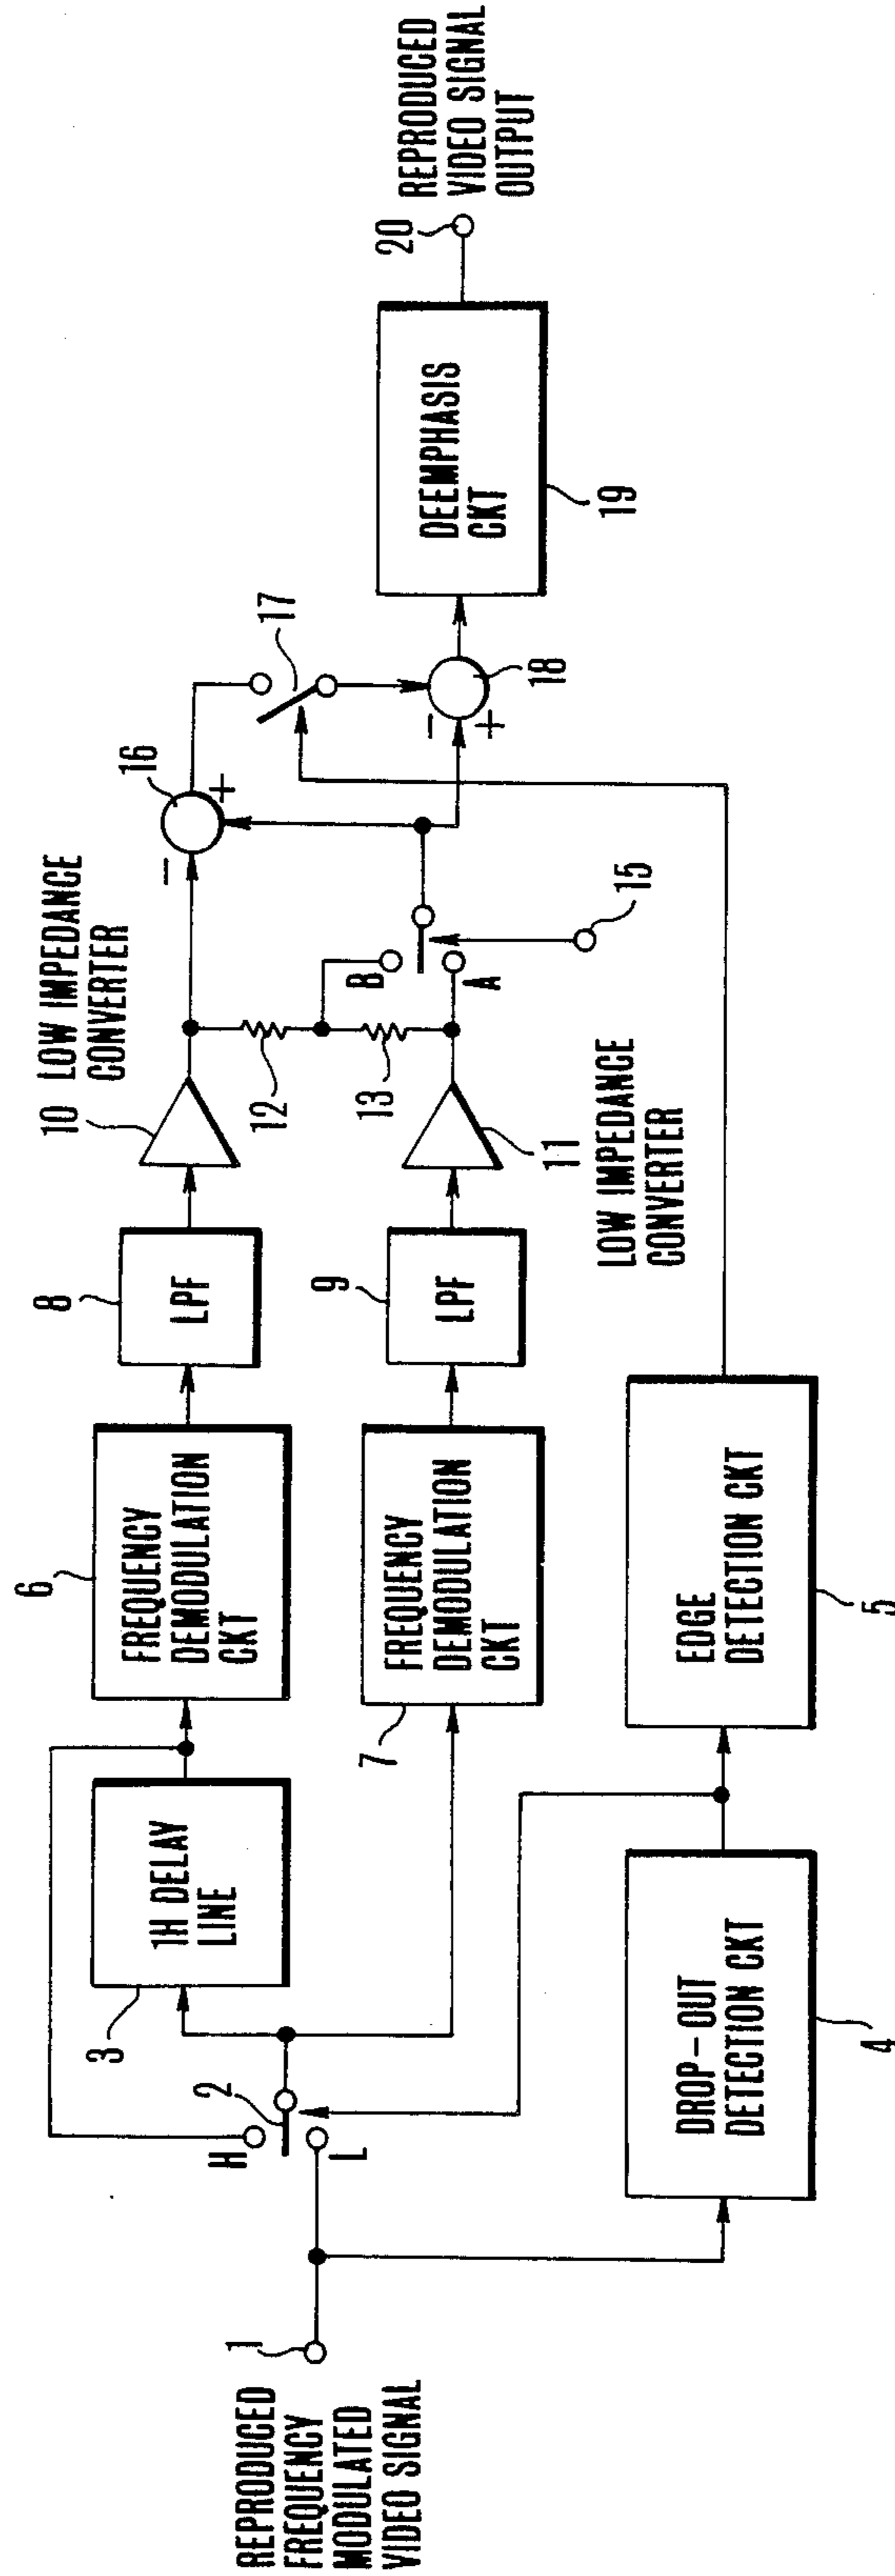 REPRODUCED
FREQUENCY
MODULATED
VIDEO SIGNAL
1
H
L
2
3
1H DELAY
LINE
6
FREQUENCY
DEMODULATION
CKT
8
LPF
10 LOW IMPEDANCE
CONVERTER
7
FREQUENCY
DEMODULATION
CKT
9
LPF
11
LOW IMPEDANCE
CONVERTER
12
13
B
A
15
16
−
+
17
18
−
+
DEEMPHASIS
CKT
19
20
REPRODUCED
VIDEO SIGNAL
OUTPUT
DROP-OUT
DETECTION CKT
4
EDGE
DETECTION CKT
5